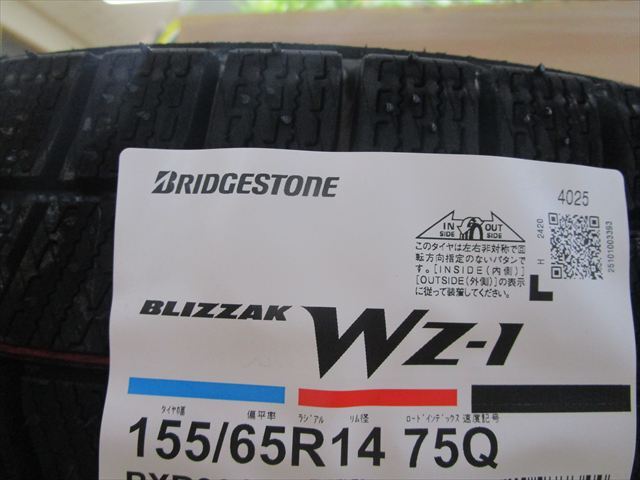 BRIDGESTONE
4025
IN SIDE OUT SIDE
このタイヤは左右非対称で回
転方向指定のないパタンで
す。[INSIDE(内側)]
[OUTSIDE(外側)]の表示
に従って装着してください。
H 2420
L
25101003393
BLIZZAK WZ-1
タイヤ幅 偏平率 ラジアル リム径 ロードインデックス 速度記号
155/65R14 75Q